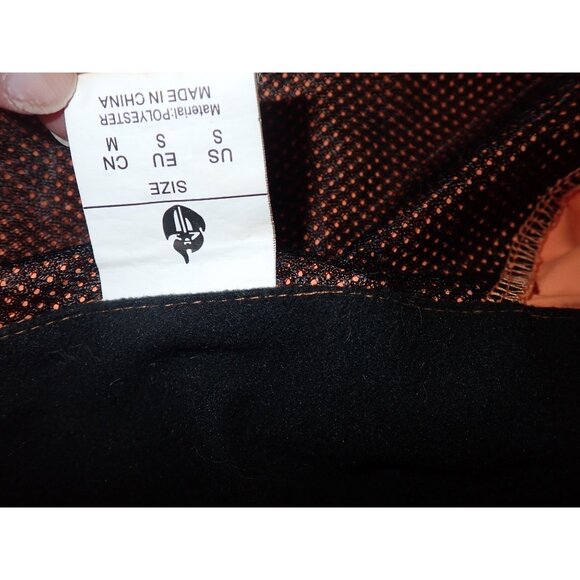 SIZE
US EU CN
S S M
Material:POLYESTER
MADE IN CHINA